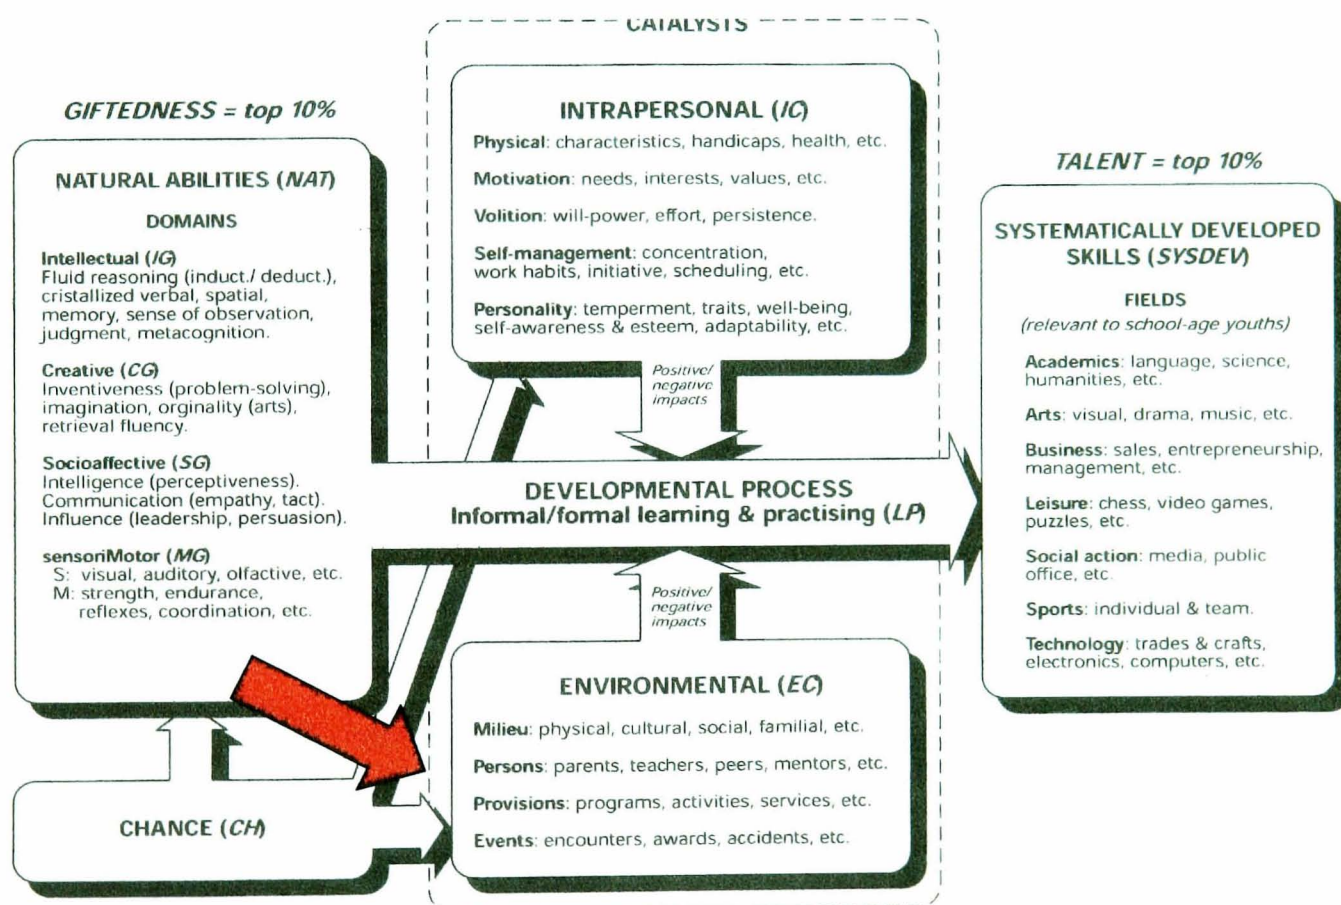 CATALYSTS
GIFTEDNESS = top 10%
NATURAL ABILITIES (NAT)
DOMAINS
Intellectual (IG)
Fluid reasoning (induct./ deduct.),
cristallized verbal, spatial,
memory, sense of observation,
judgment, metacognition.
Creative (CG)
Inventiveness (problem-solving),
imagination, orginality (arts),
retrieval fluency.
Socioaffective (SG)
Intelligence (perceptiveness).
Communication (empathy, tact).
Influence (leadership, persuasion).
sensoriMotor (MG)
S: visual, auditory, olfactive, etc.
M: strength, endurance,
reflexes, coordination, etc.
CHANCE (CH)
INTRAPERSONAL (IC)
Physical: characteristics, handicaps, health, etc.
Motivation: needs, interests, values, etc.
Volition: will-power, effort, persistence.
Self-management: concentration,
work habits, initiative, scheduling, etc.
Personality: temperment, traits, well-being,
self-awareness & esteem, adaptability, etc.
Positive/
negative
impacts
DEVELOPMENTAL PROCESS
Informal/formal learning & practising (LP)
Positive/
negative
impacts
ENVIRONMENTAL (EC)
Milieu: physical, cultural, social, familial, etc.
Persons: parents, teachers, peers, mentors, etc.
Provisions: programs, activities, services, etc.
Events: encounters, awards, accidents, etc.
TALENT = top 10%
SYSTEMATICALLY DEVELOPED
SKILLS (SYSDEV)
FIELDS
(relevant to school-age youths)
Academics: language, science,
humanities, etc.
Arts: visual, drama, music, etc.
Business: sales, entrepreneurship,
management, etc.
Leisure: chess, video games,
puzzles, etc.
Social action: media, public
office, etc.
Sports: individual & team.
Technology: trades & crafts,
electronics, computers, etc.